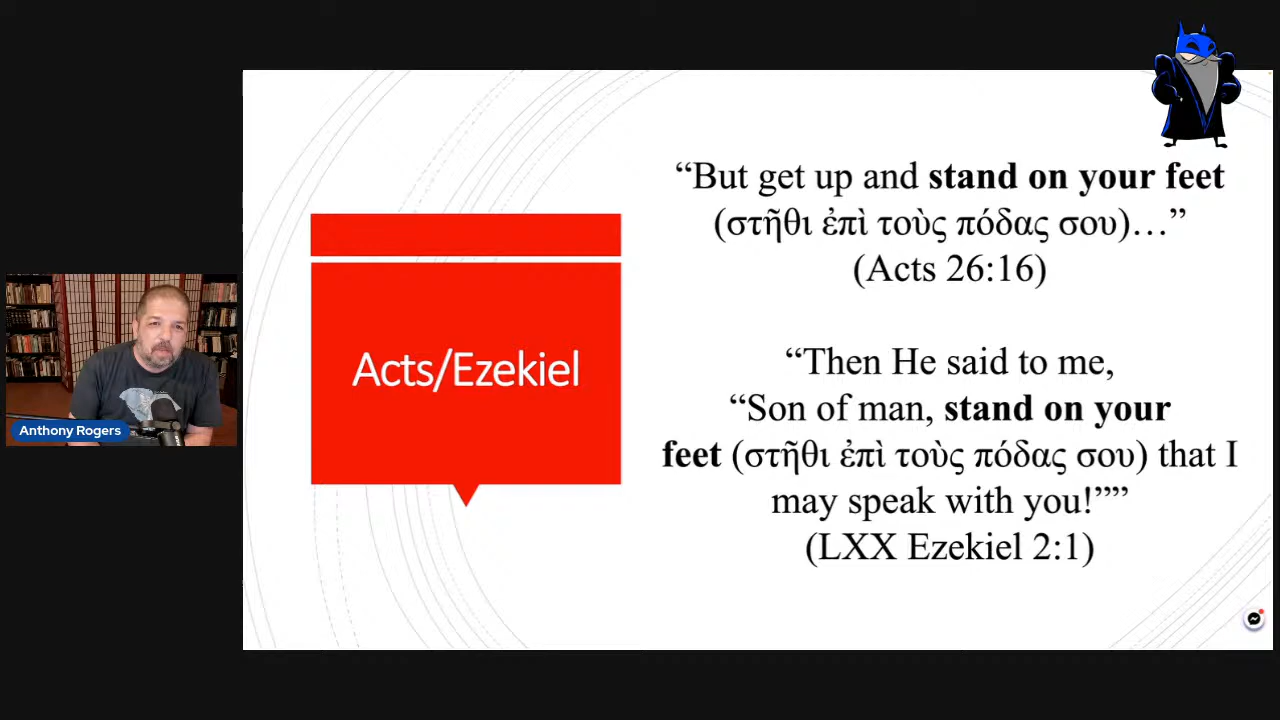 “But get up and stand on your feet
(στῆθι ἐπὶ τοὺς πόδας σου)…”
(Acts 26:16)
Acts/Ezekiel
“Then He said to me,
“Son of man, stand on your
feet (στῆθι ἐπὶ τοὺς πόδας σου) that I
may speak with you!””
(LXX Ezekiel 2:1)
Anthony Rogers